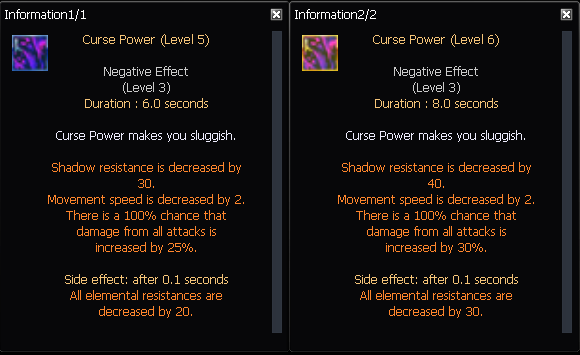 Information1/1
Curse Power (Level 5)
Negative Effect
(Level 3)
Duration : 6.0 seconds
Curse Power makes you sluggish.
Shadow resistance is decreased by
30.
Movement speed is decreased by 2.
There is a 100% chance that
damage from all attacks is
increased by 25%.
Side effect: after 0.1 seconds
All elemental resistances are
decreased by 20.
Information2/2
Curse Power (Level 6)
Negative Effect
(Level 3)
Duration : 8.0 seconds
Curse Power makes you sluggish.
Shadow resistance is decreased by
40.
Movement speed is decreased by 2.
There is a 100% chance that
damage from all attacks is
increased by 30%.
Side effect: after 0.1 seconds
All elemental resistances are
decreased by 30.